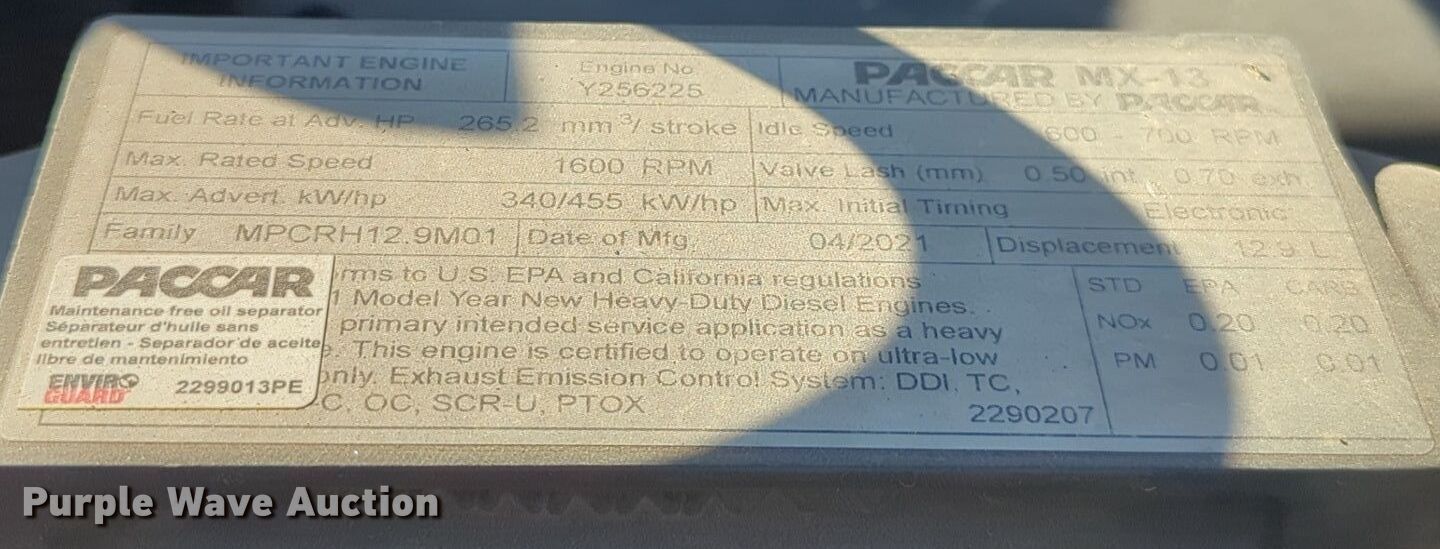 IMPORTANT ENGINE
INFORMATION
Engine No
Y256225
PACCAR MX-13
MANUFACTURED BY PACCAR
Fuel Rate at Adv. HP 265.2 mm³/ stroke
Idle Speed 600 - 700 RPM
Max. Rated Speed 1600 RPM
Valve Lash (mm) 0.50 int. 0.70 exh.
Max. Advert. kW/hp 340/455 kW/hp
Max. Initial Timing Electronic
Family MPCRH12.9M01
Date of Mfg. 04/2021
Displacement 12.9 L
rms to U.S. EPA and California regulations
1 Model Year New Heavy-Duty Diesel Engines.
primary intended service application as a heavy
. This engine is certified to operate on ultra-low
only. Exhaust Emission Control System: DDI, TC,
C, OC, SCR-U, PTOX
2290207
STD EPA CARB
NOx 0.20 0.20
PM 0.01 0.01
PACCAR
Maintenance free oil separator
Séparateur d'huile sans
entretien - Separador de aceite
libre de mantenimiento
ENVIRO
GUARD
2299013PE
Purple Wave Auction